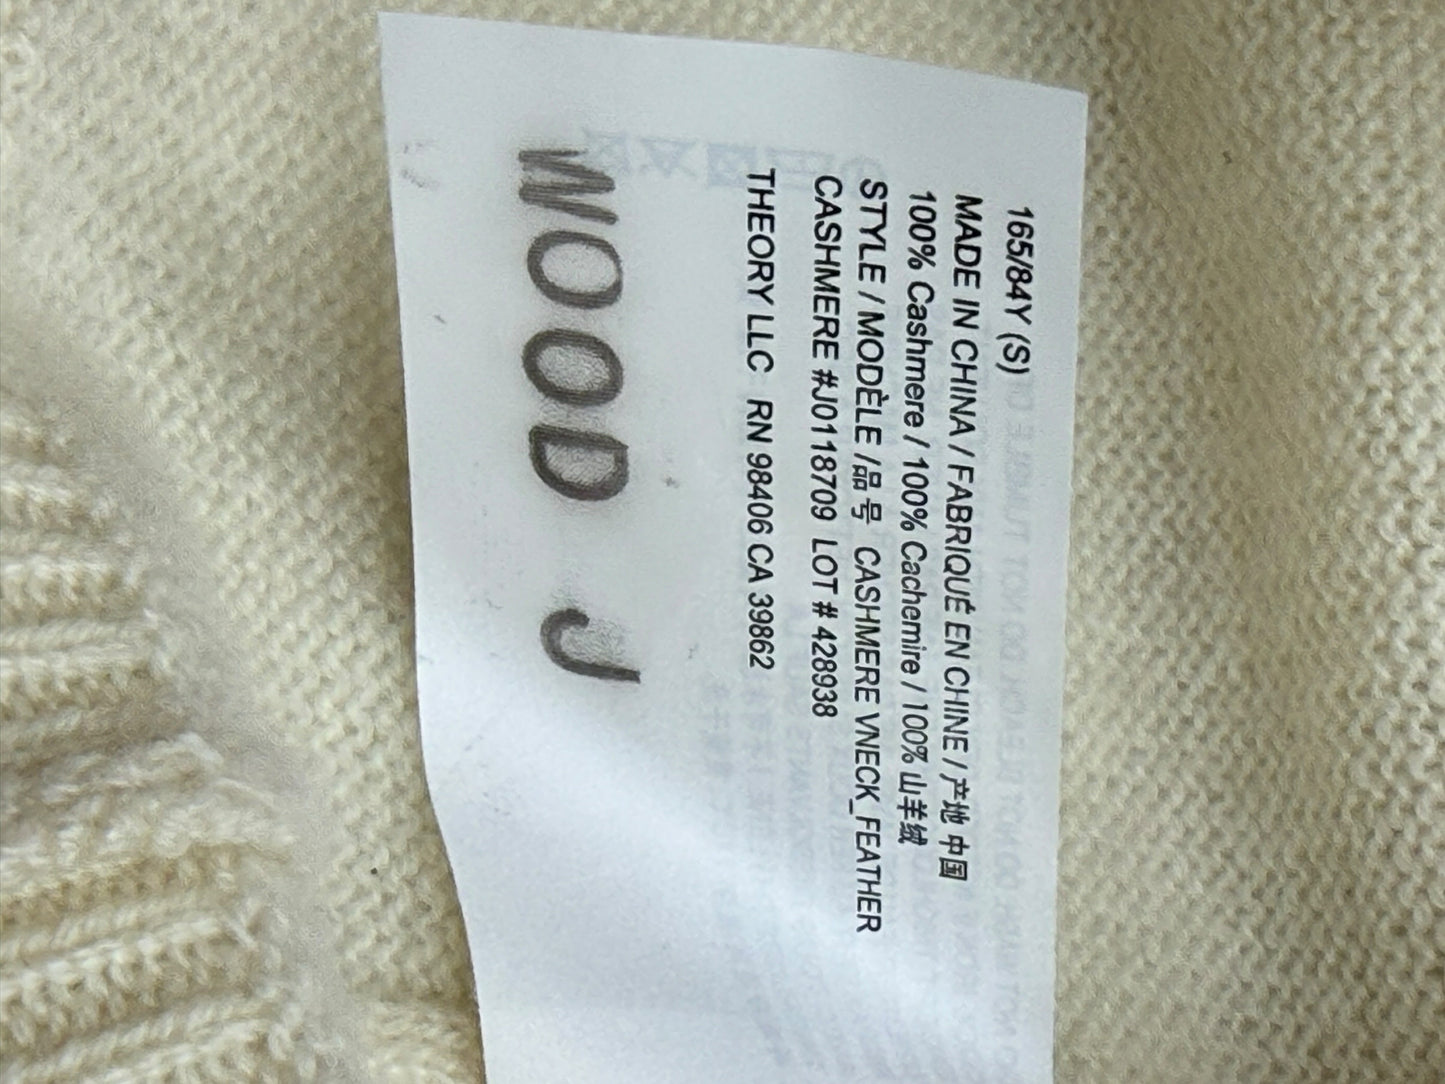 165/84Y (S)
MADE IN CHINA / FABRIQUÉ EN CHINE / 产地 中国
100% Cashmere / 100% Cachemire / 100% 山羊绒
STYLE / MODÈLE /品 号 CASHMERE VNECK_FEATHER
CASHMERE #J0118709 LOT # 428938
THEORY LLC RN 98406 CA 39862
WOOD J